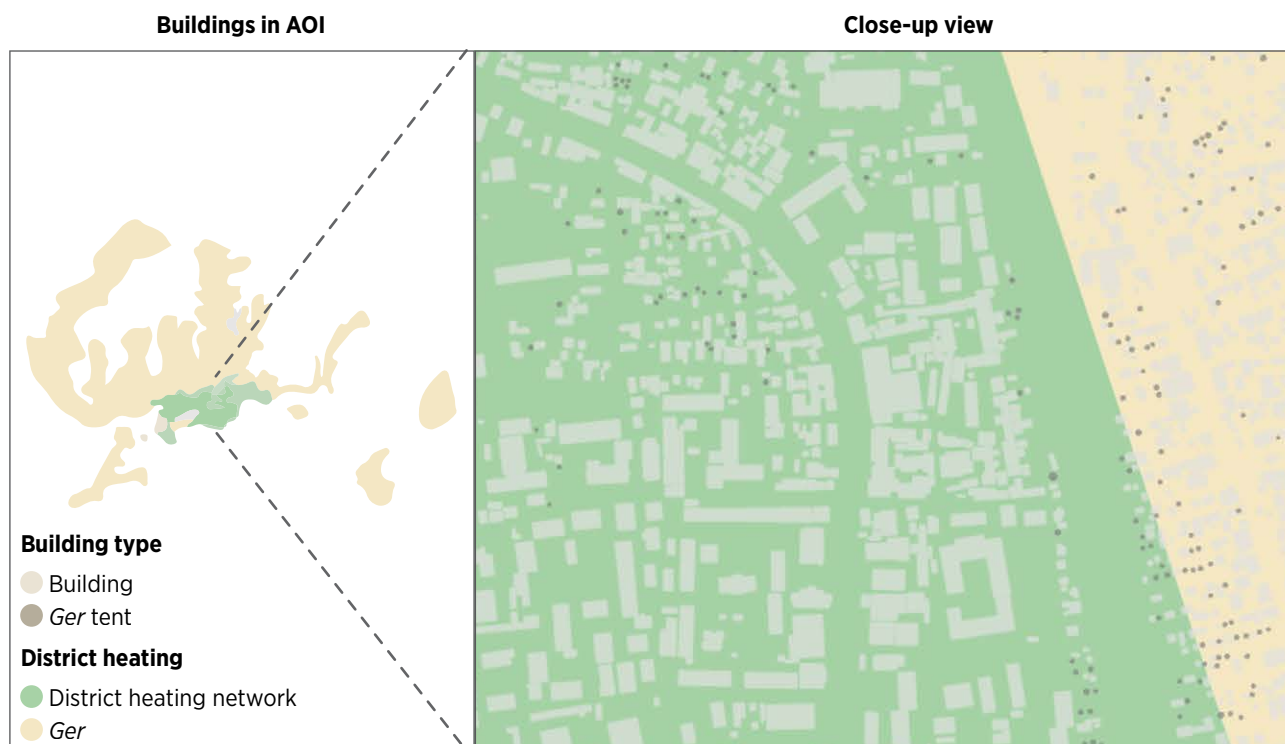 Buildings in AOI
Close-up view
Building type
Building
Ger tent
District heating
District heating network
Ger